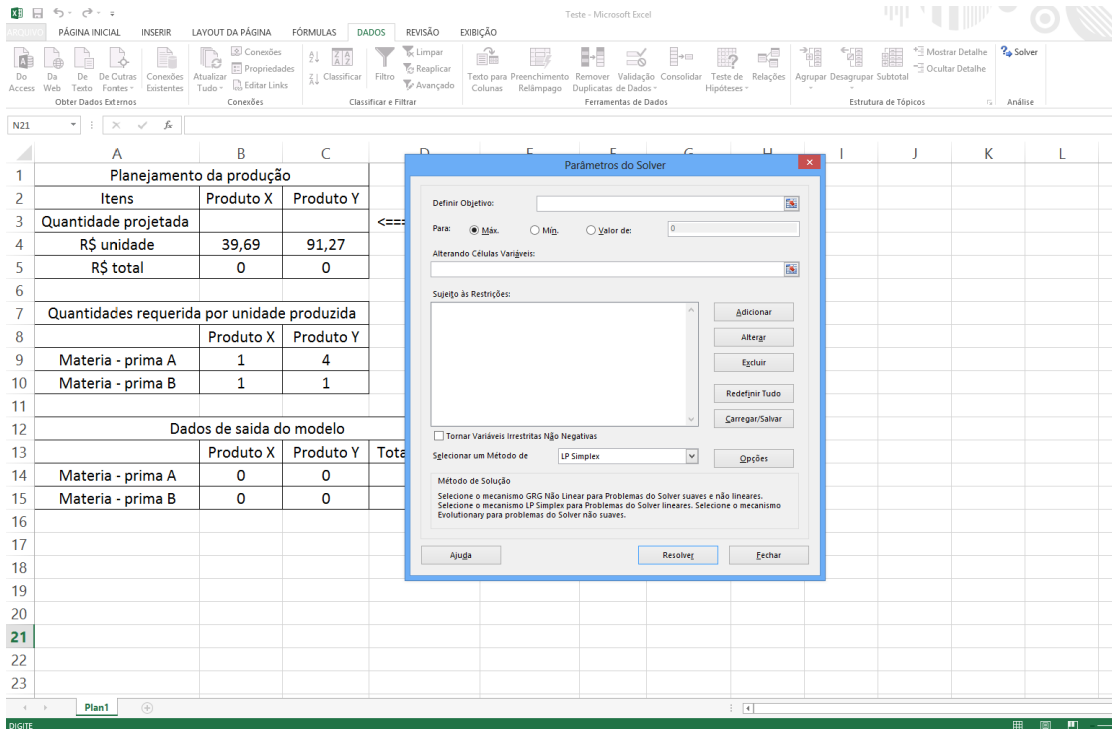 Teste - Microsoft Excel
ARQUIVO PÁGINA INICIAL INSERIR LAYOUT DA PÁGINA FÓRMULAS DADOS REVISÃO EXIBIÇÃO
Do Access
Da Web
De Texto
De Outras Fontes
Conexões Existentes
Obter Dados Externos
Atualizar Tudo
Conexões
Propriedades
Editar Links
Conexões
Classificar
Filtro
Limpar
Reaplicar
Avançado
Classificar e Filtrar
Texto para Colunas
Preenchimento Relâmpago
Remover Duplicatas
Validação de Dados
Consolidar
Teste de Hipóteses
Relações
Ferramentas de Dados
Agrupar
Desagrupar
Subtotal
Mostrar Detalhe
Ocultar Detalhe
Estrutura de Tópicos
Solver
Análise
N21 fx
A B C I J K L
1 Planejamento da produção
2 Itens Produto X Produto Y
3 Quantidade projetada <===
4 R$ unidade 39,69 91,27
5 R$ total 0 0
6
7 Quantidades requerida por unidade produzida
8 Produto X Produto Y
9 Materia - prima A 1 4
10 Materia - prima B 1 1
11
12 Dados de saida do modelo
13 Produto X Produto Y Tota
14 Materia - prima A 0 0
15 Materia - prima B 0 0
16
17
18
19
20
21
22
23
Parâmetros do Solver
Definir Objetivo:
Para: Máx. Mín. Valor de: 0
Alterando Células Variáveis:
Sujeito às Restrições:
Adicionar
Alterar
Excluir
Redefinir Tudo
Carregar/Salvar
Tornar Variáveis Irrestritas Não Negativas
Selecionar um Método de LP Simplex Opções
Método de Solução
Selecione o mecanismo GRG Não Linear para Problemas do Solver suaves e não lineares.
Selecione o mecanismo LP Simplex para Problemas do Solver lineares. Selecione o mecanismo
Evolutionary para problemas do Solver não suaves.
Ajuda Resolver Fechar
Plan1
DIGITE